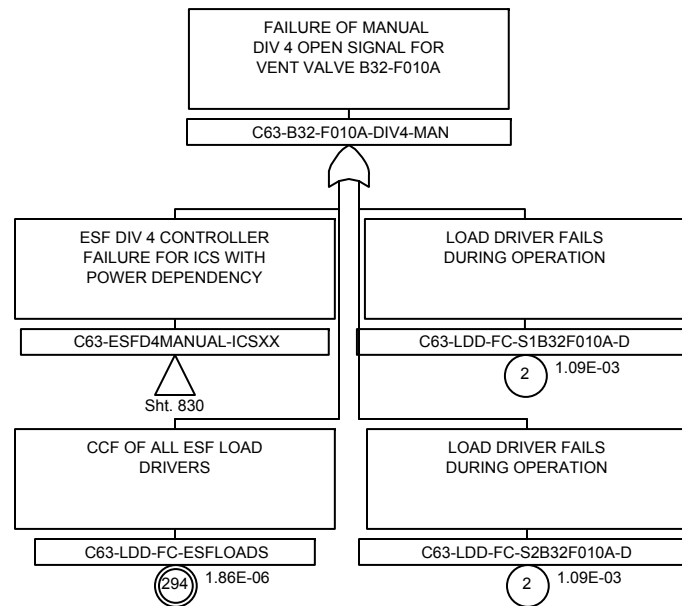 FAILURE OF MANUAL
DIV 4 OPEN SIGNAL FOR
VENT VALVE B32-F010A
C63-B32-F010A-DIV4-MAN
ESF DIV 4 CONTROLLER
FAILURE FOR ICS WITH
POWER DEPENDENCY
C63-ESFD4MANUAL-ICSXX
Sht. 830
LOAD DRIVER FAILS
DURING OPERATION
C63-LDD-FC-S1B32F010A-D
2
1.09E-03
CCF OF ALL ESF LOAD
DRIVERS
C63-LDD-FC-ESFLOADS
294
1.86E-06
LOAD DRIVER FAILS
DURING OPERATION
C63-LDD-FC-S2B32F010A-D
2
1.09E-03